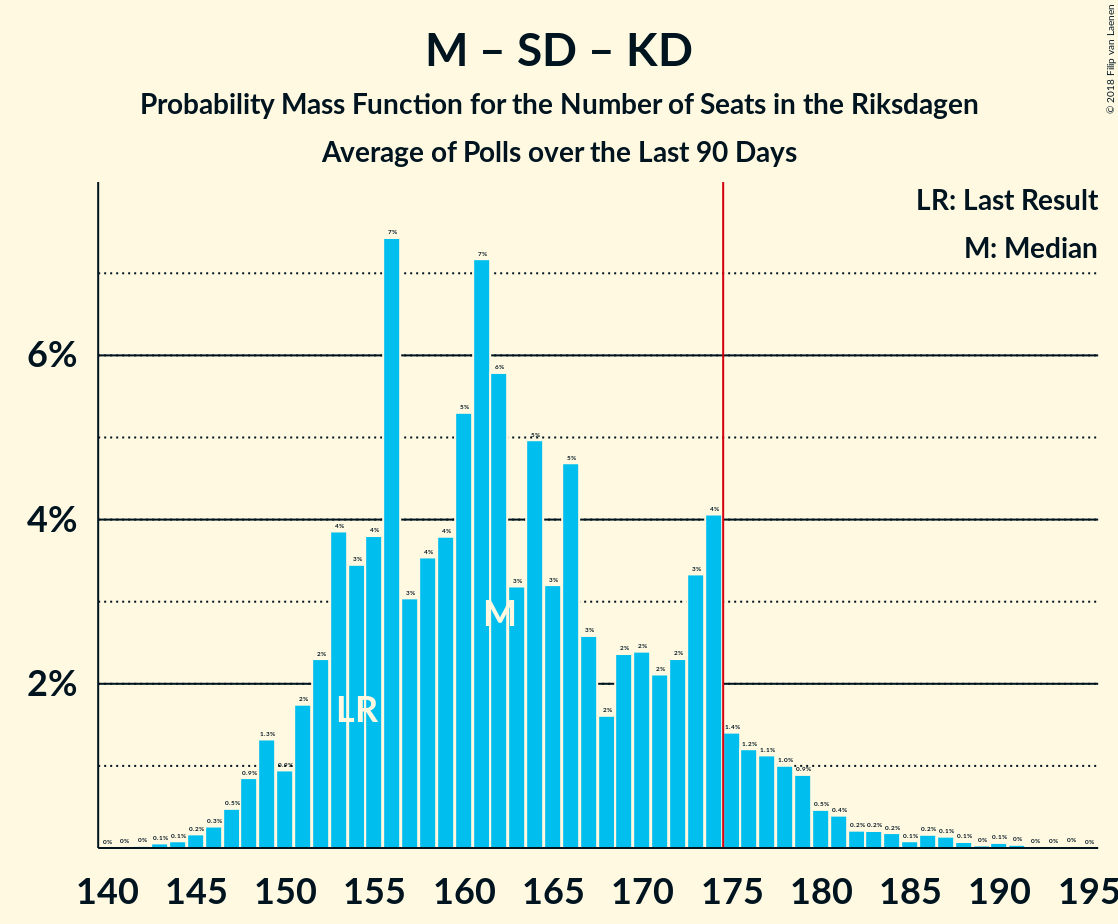 M – SD – KD
Probability Mass Function for the Number of Seats in the Riksdagen
Average of Polls over the Last 90 Days
© 2018 Filip van Laenen
LR: Last Result
M: Median
6%
4%
2%
0% 0% 0% 0.1% 0.1% 0.2% 0.3% 0.5% 0.9% 1.3% 0.9% 2% 2% 4% 3% 4% 7% 3% 4% 4% 5% 7% 6% 3% 5% 3% 5% 3% 2% 2% 2% 2% 2% 3% 4% 1.4% 1.2% 1.1% 1.0% 0.9% 0.5% 0.4% 0.2% 0.2% 0.2% 0.1% 0.2% 0.1% 0.1% 0% 0.1% 0% 0% 0% 0% 0%
M
LR
140 145 150 155 160 165 170 175 180 185 190 195